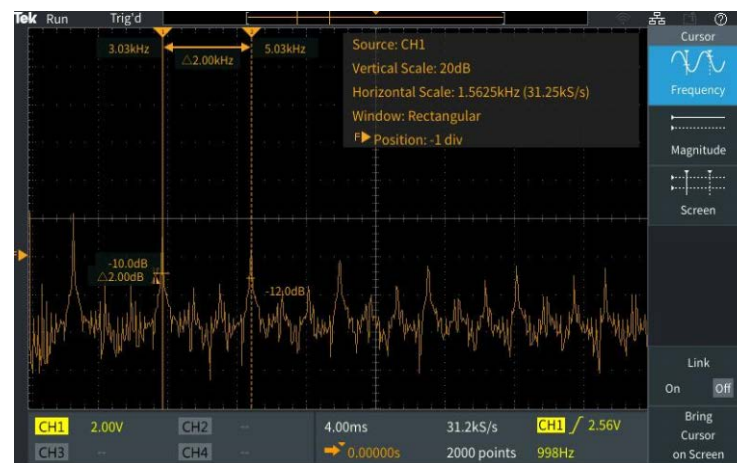 Tek Run Trig'd
3.03kHz △2.00kHz 5.03kHz
Source: CH1
Vertical Scale: 20dB
Horizontal Scale: 1.5625kHz (31.25kS/s)
Window: Rectangular
F▶ Position: -1 div
-10.0dB
△2.00dB
-12.0dB
Cursor
Frequency
Magnitude
Screen
Link
On Off
Bring
Cursor
on Screen
CH1 2.00V CH2 -- 4.00ms 31.2kS/s CH1 2.56V
CH3 -- CH4 -- 0.00000s 2000 points 998Hz